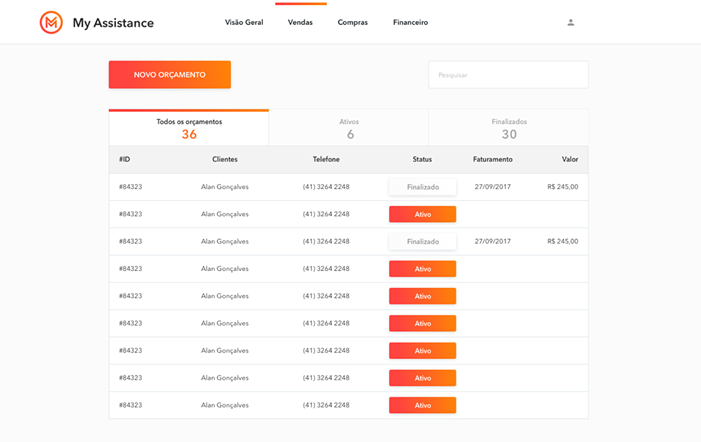 My Assistance
Visão Geral Vendas Compras Financeiro
NOVO ORÇAMENTO
Pesquisar
Todos os orçamentos Ativos Finalizados
36 6 30
#ID Clientes Telefone Status Faturamento Valor
#84323 Alan Gonçalves (41) 3264 2248 Finalizado 27/09/2017 R$ 245,00
#84323 Alan Gonçalves (41) 3264 2248 Ativo
#84323 Alan Gonçalves (41) 3264 2248 Finalizado 27/09/2017 R$ 245,00
#84323 Alan Gonçalves (41) 3264 2248 Ativo
#84323 Alan Gonçalves (41) 3264 2248 Ativo
#84323 Alan Gonçalves (41) 3264 2248 Ativo
#84323 Alan Gonçalves (41) 3264 2248 Ativo
#84323 Alan Gonçalves (41) 3264 2248 Ativo
#84323 Alan Gonçalves (41) 3264 2248 Ativo